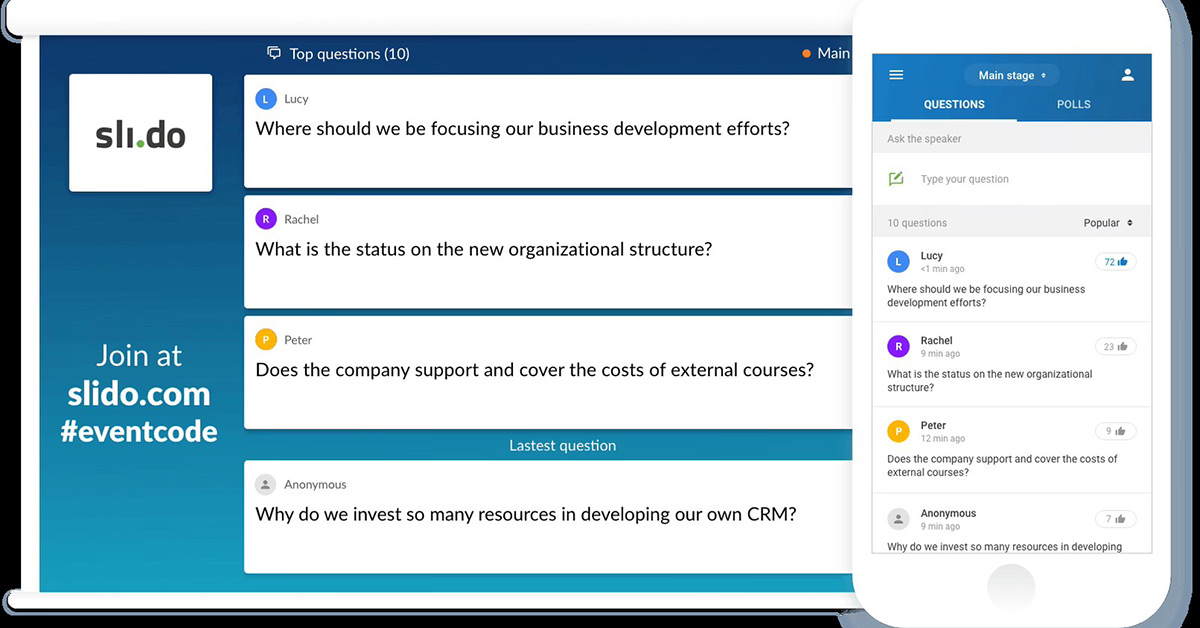 Top questions (10)
Main
sli.do
L Lucy
Where should we be focusing our business development efforts?
R Rachel
What is the status on the new organizational structure?
P Peter
Does the company support and cover the costs of external courses?
Lastest question
Anonymous
Why do we invest so many resources in developing our own CRM?
Join at
slido.com
#eventcode
Main stage
QUESTIONS POLLS
Ask the speaker
Type your question
10 questions Popular
L Lucy 72
<1 min ago
Where should we be focusing our business
development efforts?
R Rachel 23
9 min ago
What is the status on the new organizational
structure?
P Peter 9
12 min ago
Does the company support and cover the costs of
external courses?
Anonymous 7
9 min ago
Why do we invest so many resources in developing